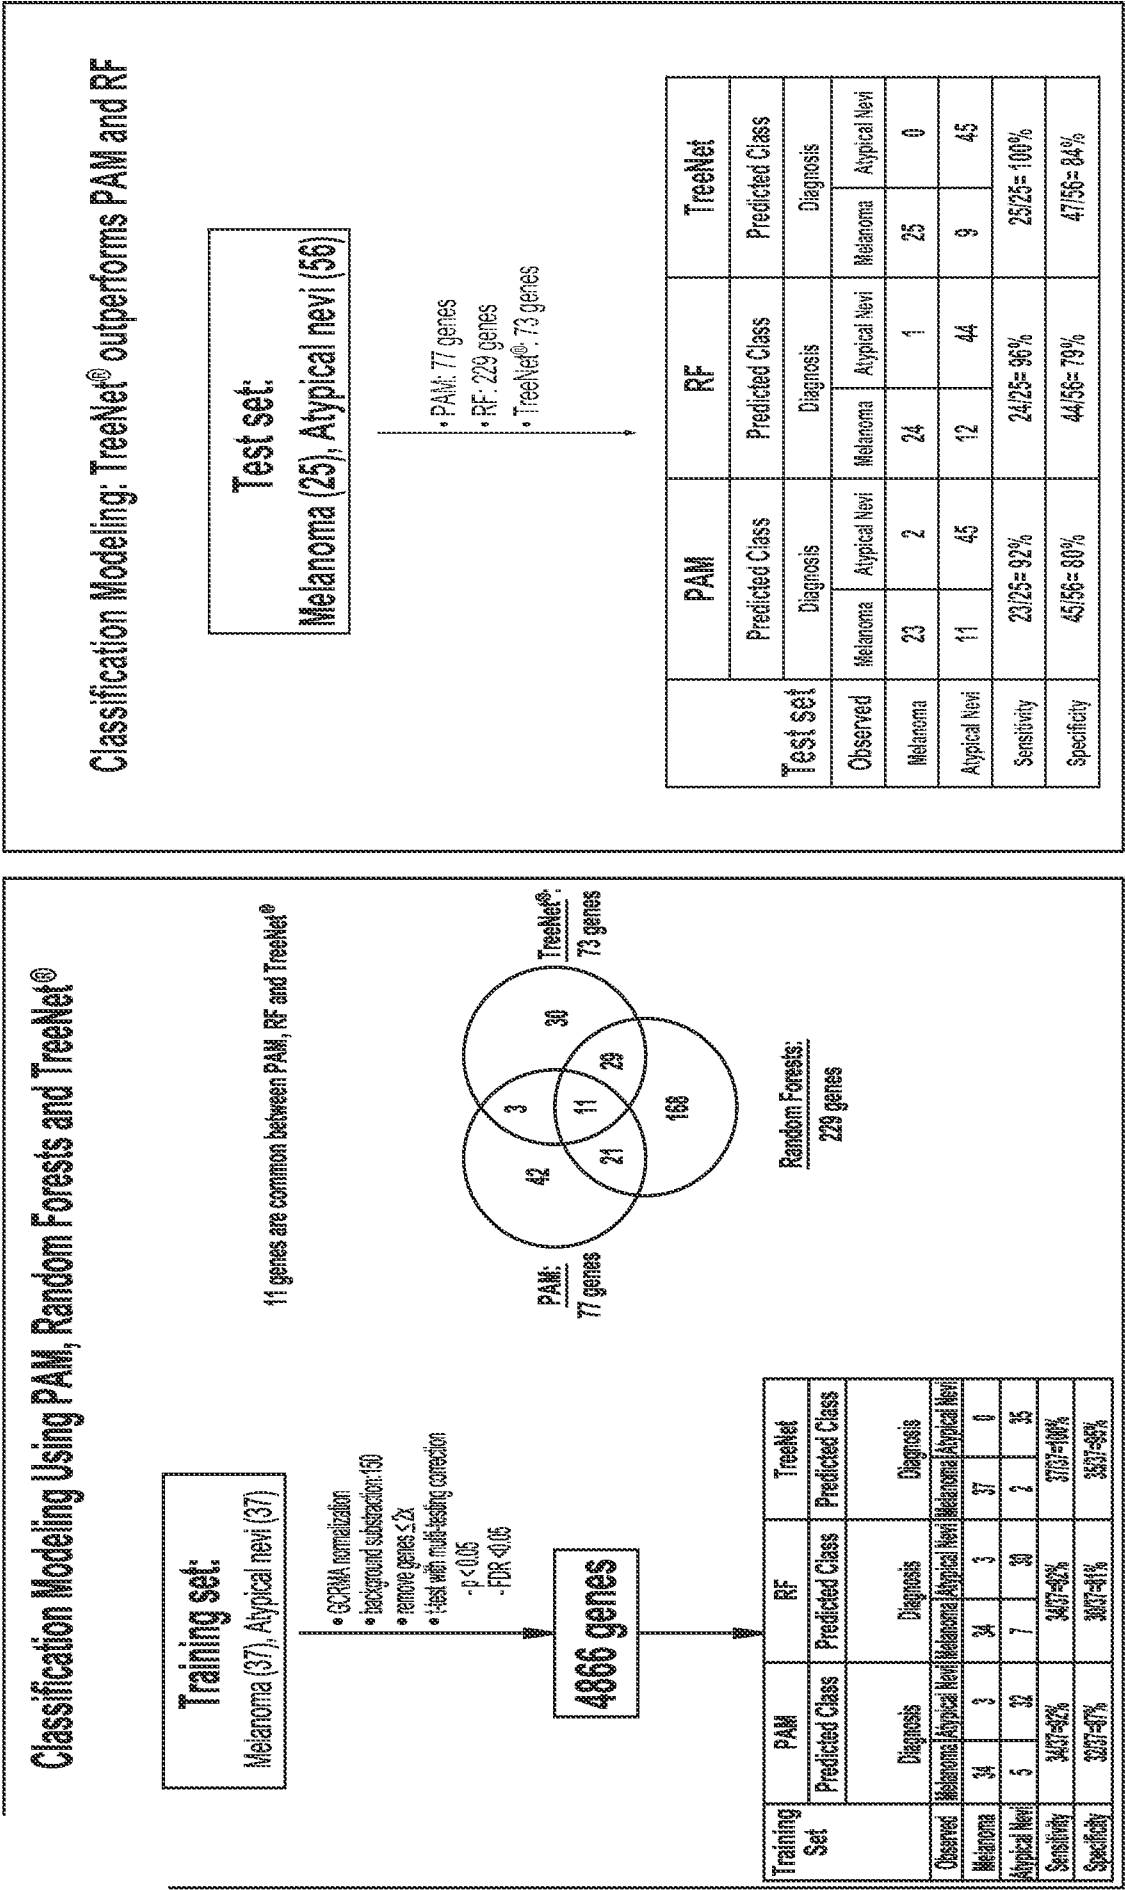 Classification Modeling Using PAM, Random Forests and TreeNet®
Training set:
Melanoma (37), Atypical nevi (37)
• GCRMA normalization
• background substraction:150
• remove genes ≤ 2x
• t-test with multi-testing correction
- p < 0.05
- FDR <0.05
4866 genes
11 genes are common between PAM, RF and TreeNet®
PAM:
77 genes
TreeNet®:
73 genes
42
3
30
11
21
29
168
Random Forests:
229 genes
Training Set PAM RF TreeNet
Predicted Class Predicted Class Predicted Class
Diagnosis Diagnosis Diagnosis
Observed Melanoma Atypical Nevi Melanoma Atypical Nevi Melanoma Atypical Nevi
Melanoma 34 3 34 3 37 0
Atypical Nevi 5 32 7 30 2 35
Sensitivity 34/37=92% 34/37=92% 37/37=100%
Specificity 32/37=87% 30/37=81% 35/37=95%
Classification Modeling: TreeNet® outperforms PAM and RF
Test set:
Melanoma (25), Atypical nevi (56)
• PAM: 77 genes
• RF: 229 genes
• TreeNet®: 73 genes
PAM RF TreeNet
Predicted Class Predicted Class Predicted Class
Test set Diagnosis Diagnosis Diagnosis
Observed Melanoma Atypical Nevi Melanoma Atypical Nevi Melanoma Atypical Nevi
Melanoma 23 2 24 1 25 0
Atypical Nevi 11 45 12 44 9 45
Sensitivity 23/25= 92% 24/25= 96% 25/25= 100%
Specificity 45/56= 80% 44/56= 79% 47/56= 84%